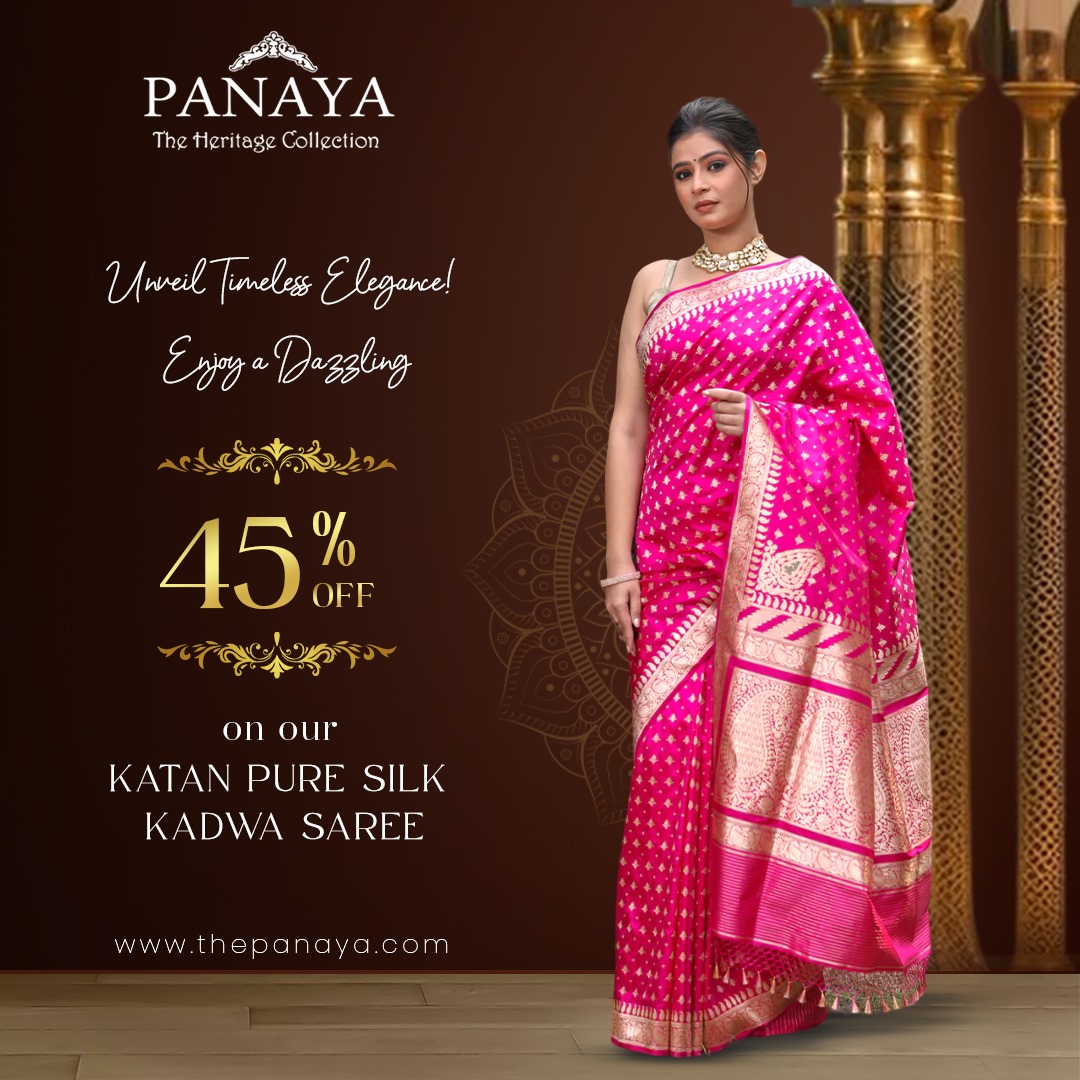 PANAYA
The Heritage Collection
Unveil Timeless Elegance!
Enjoy a Dazzling
45%
OFF
on our
KATAN PURE SILK
KADWA SAREE
www.thepanaya.com